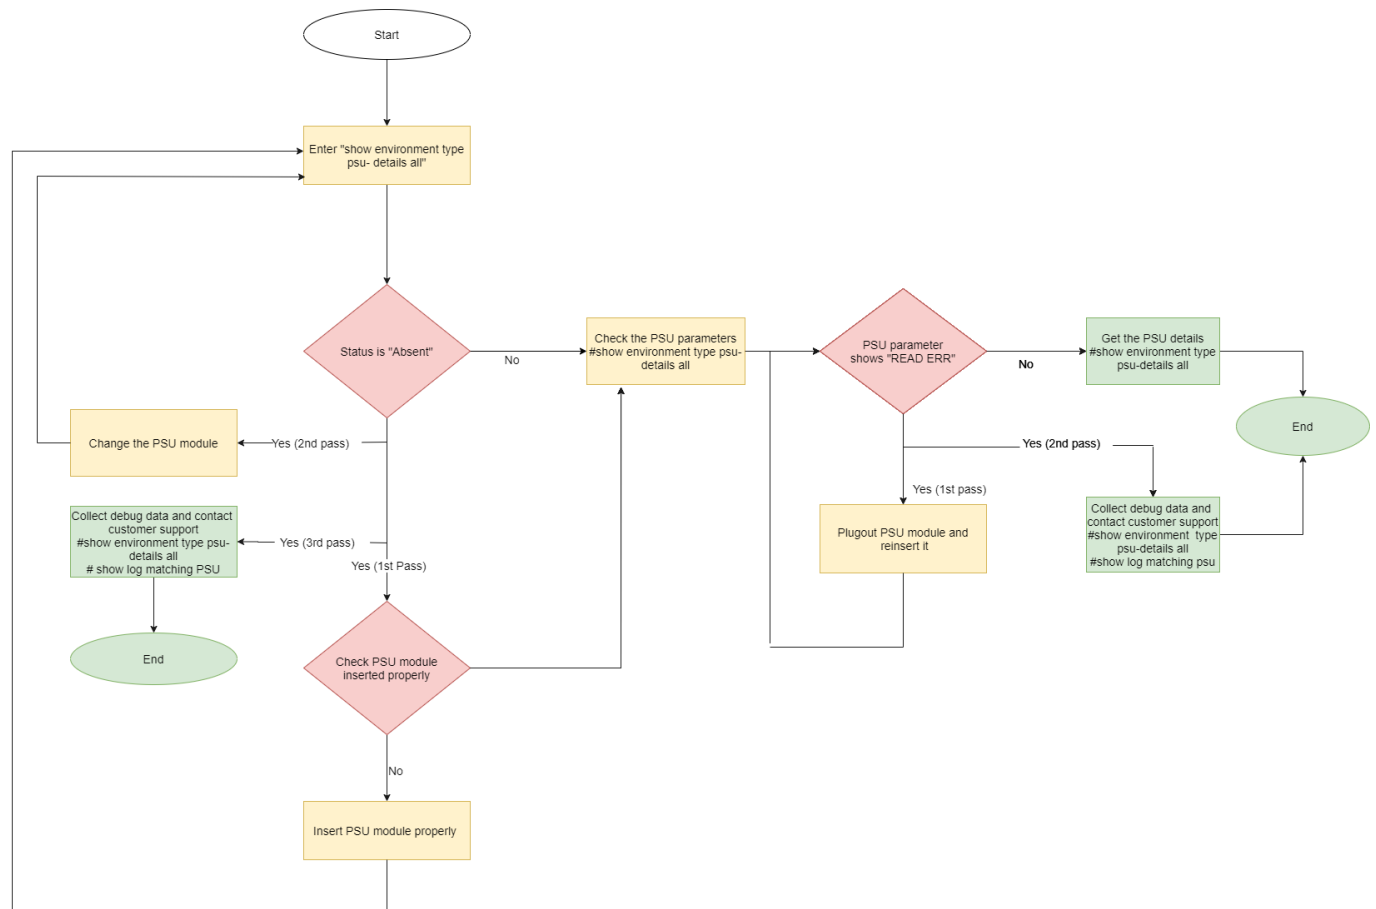 Start
Enter "show environment type
psu- details all"
Status is "Absent"
No
Check the PSU parameters
#show environment type psu-
details all
PSU parameter
shows "READ ERR"
No
Get the PSU details
#show environment type
psu-details all
End
Change the PSU module
Yes (2nd pass)
Yes (2nd pass)
Yes (1st pass)
Plugout PSU module and
reinsert it
Collect debug data and
contact customer support
#show environment  type
psu-details all
#show log matching psu
Collect debug data and contact
customer support
#show environment type psu-
details all
# show log matching PSU
Yes (3rd pass)
Yes (1st Pass)
End
Check PSU module
inserted properly
No
Insert PSU module properly